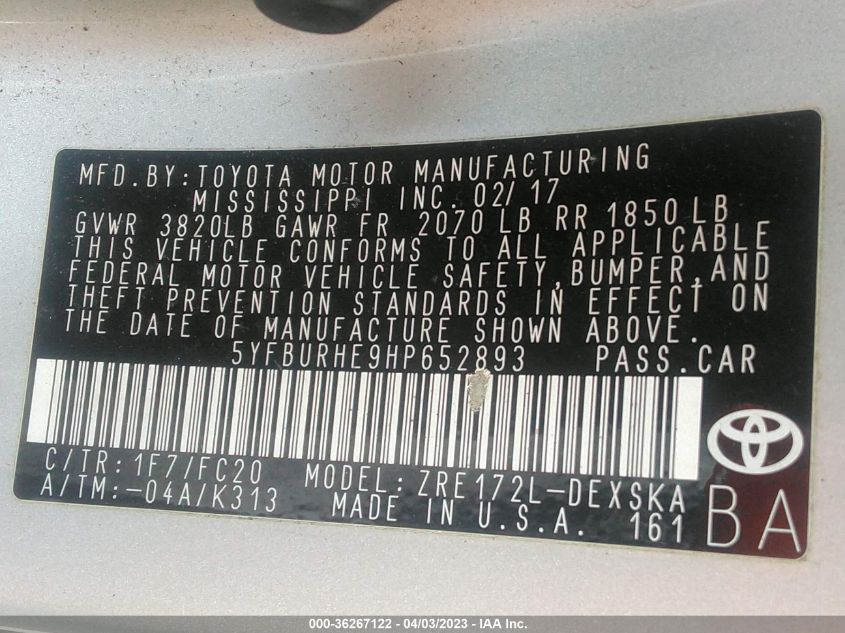 MFD. BY: TOYOTA MOTOR MANUFACTURING
MISSISSIPPI INC. 02/17
GVWR 3820LB GAWR FR 2070 LB RR 1850 LB
THIS VEHICLE CONFORMS TO ALL APPLICABLE
FEDERAL MOTOR VEHICLE SAFETY, BUMPER, AND
THEFT PREVENTION STANDARDS IN EFFECT ON
THE DATE OF MANUFACTURE SHOWN ABOVE.
5YFBURHE9HP652893 PASS. CAR
C/TR: 1F7/FC20 MODEL: ZRE172L-DEXSKA
A/TM: -04A/K313 MADE IN U.S.A. 161
BA
000-36267122 - 04/03/2023 - IAA Inc.